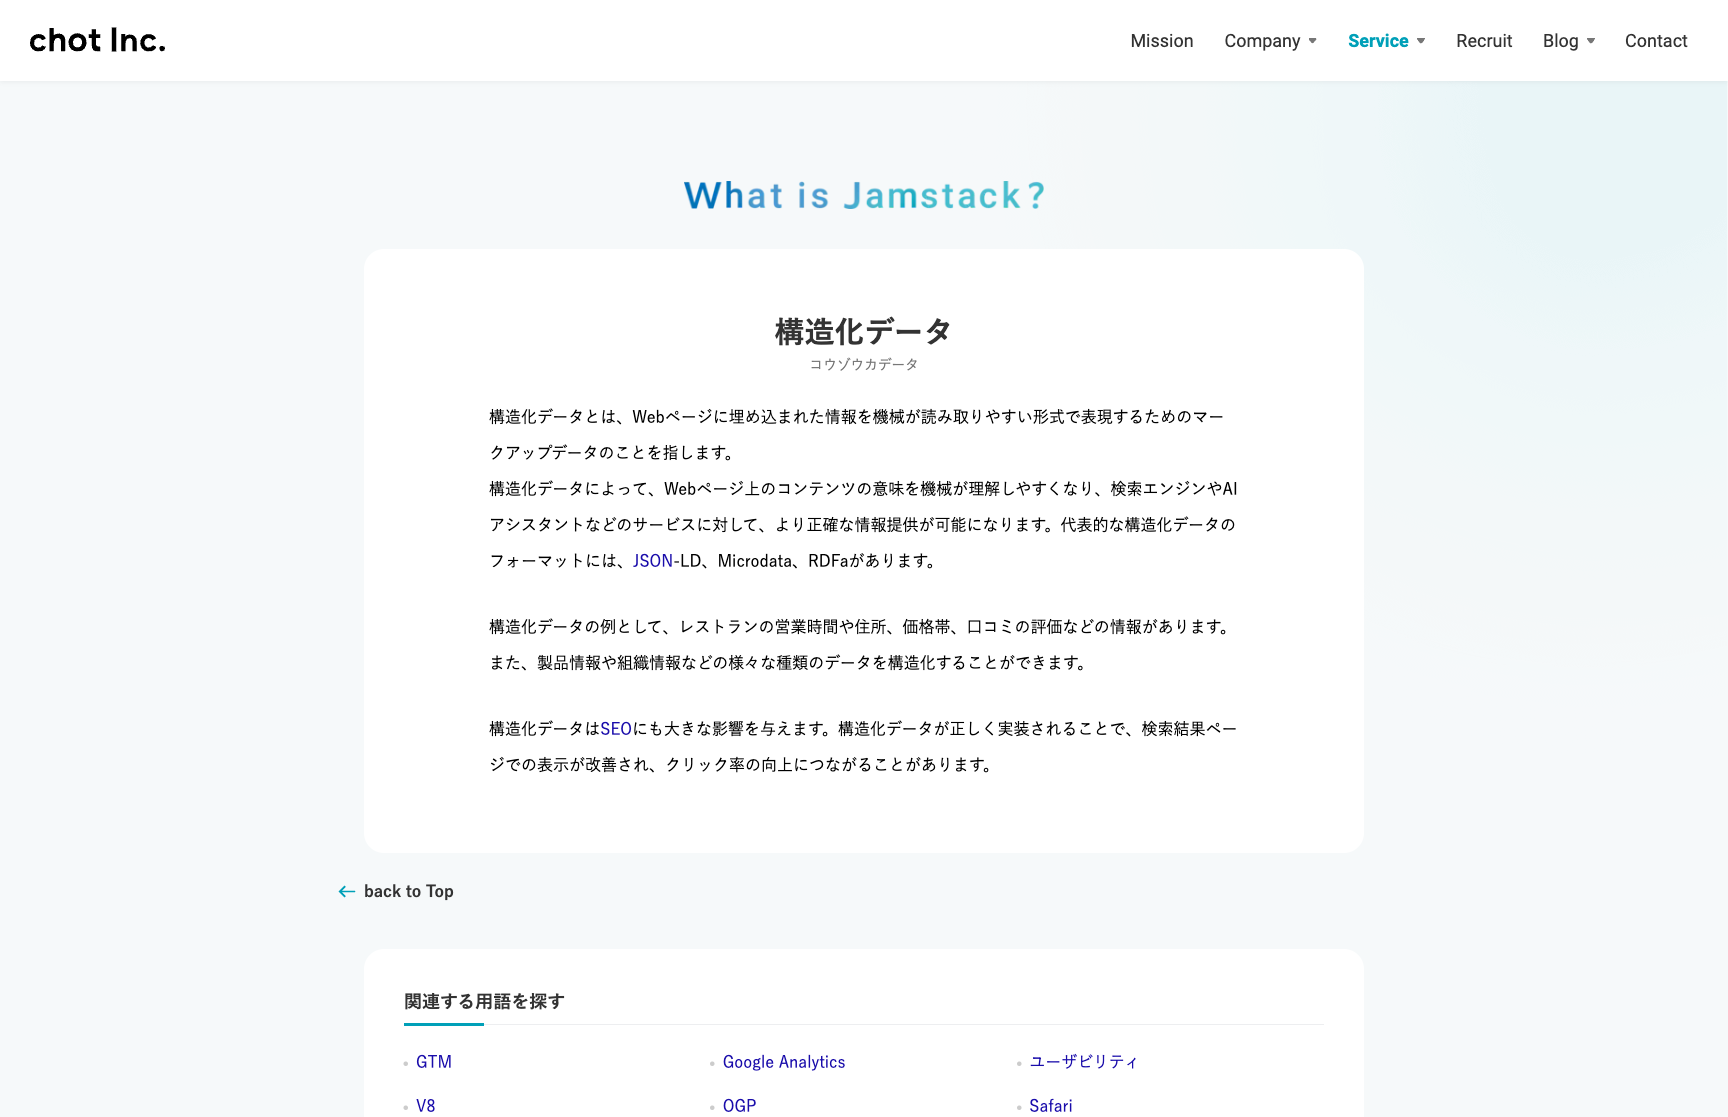 chot Inc.
Mission Company Service Recruit Blog Contact
What is Jamstack?
構造化データ
コウゾウカデータ
構造化データとは、Webページに埋め込まれた情報を機械が読み取りやすい形式で表現するためのマー
クアップデータのことを指します。
構造化データによって、Webページ上のコンテンツの意味を機械が理解しやすくなり、検索エンジンやAI
アシスタントなどのサービスに対して、より正確な情報提供が可能になります。代表的な構造化データの
フォーマットには、JSON-LD、Microdata、RDFaがあります。
構造化データの例として、レストランの営業時間や住所、価格帯、口コミの評価などの情報があります。
また、製品情報や組織情報などの様々な種類のデータを構造化することができます。
構造化データはSEOにも大きな影響を与えます。構造化データが正しく実装されることで、検索結果ペー
ジでの表示が改善され、クリック率の向上につながることがあります。
← back to Top
関連する用語を探す
GTM Google Analytics ユーザビリティ
V8 OGP Safari